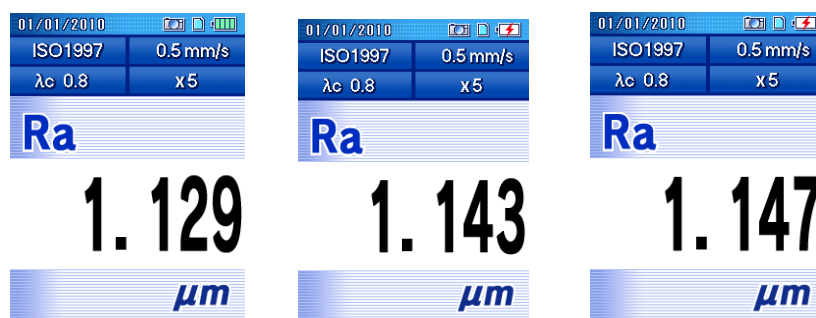 01/01/2010
ISO1997 0.5 mm/s
λc 0.8 x5
Ra
1.129
µm
01/01/2010
ISO1997 0.5 mm/s
λc 0.8 x5
Ra
1.143
µm
01/01/2010
ISO1997 0.5 mm/s
λc 0.8 x5
Ra
1.147
µm